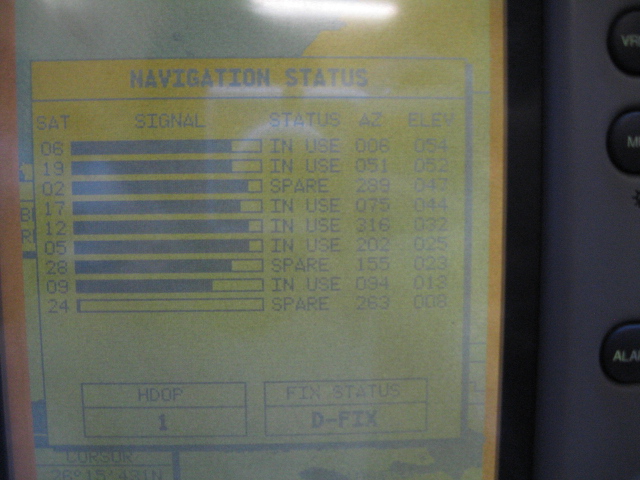 NAVIGATION STATUS
SAT SIGNAL STATUS AZ ELEV
06 IN USE 006 054
19 IN USE 051 052
02 SPARE 289 047
17 IN USE 075 044
12 IN USE 316 032
05 IN USE 202 025
28 SPARE 155 023
09 IN USE 094 013
24 SPARE 263 008
HDOP FIX STATUS
1 D-FIX
CURSOR
VR
M
ALA